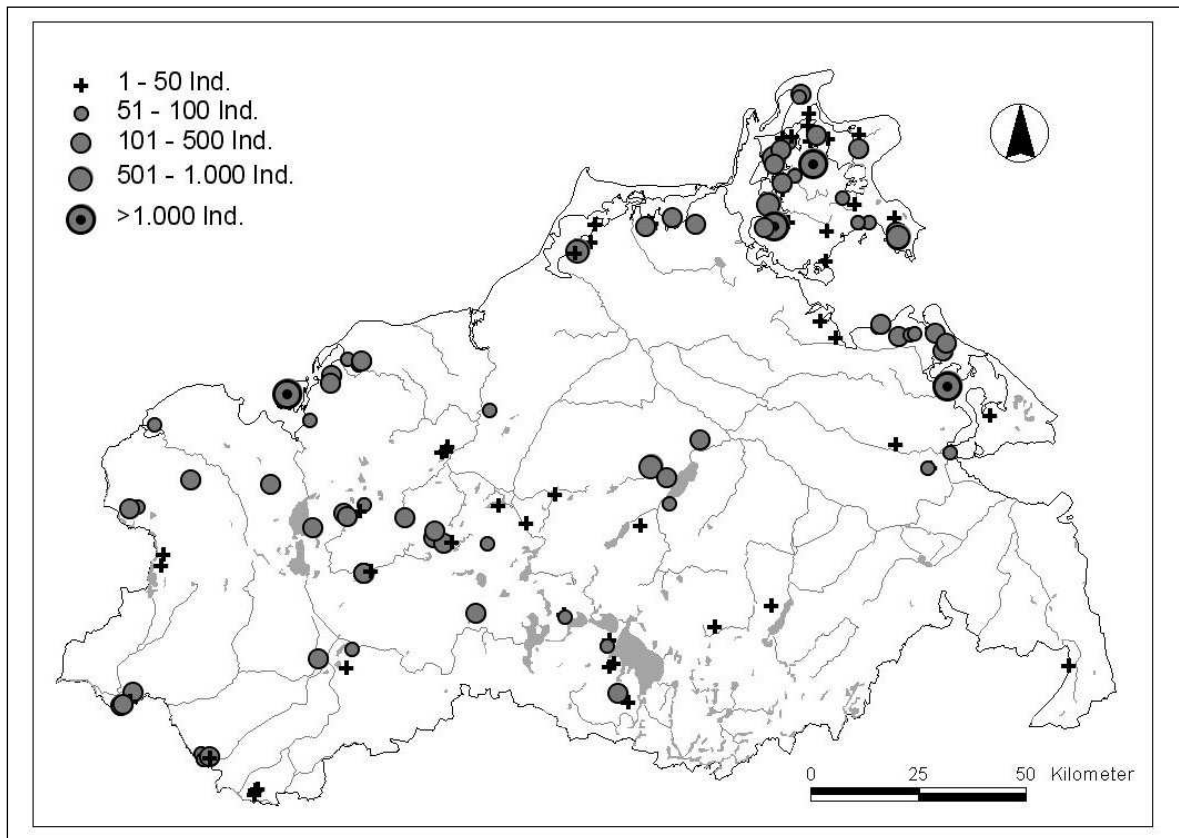 1 - 50 Ind.
51 - 100 Ind.
101 - 500 Ind.
501 - 1.000 Ind.
>1.000 Ind.
0 25 50 Kilometer